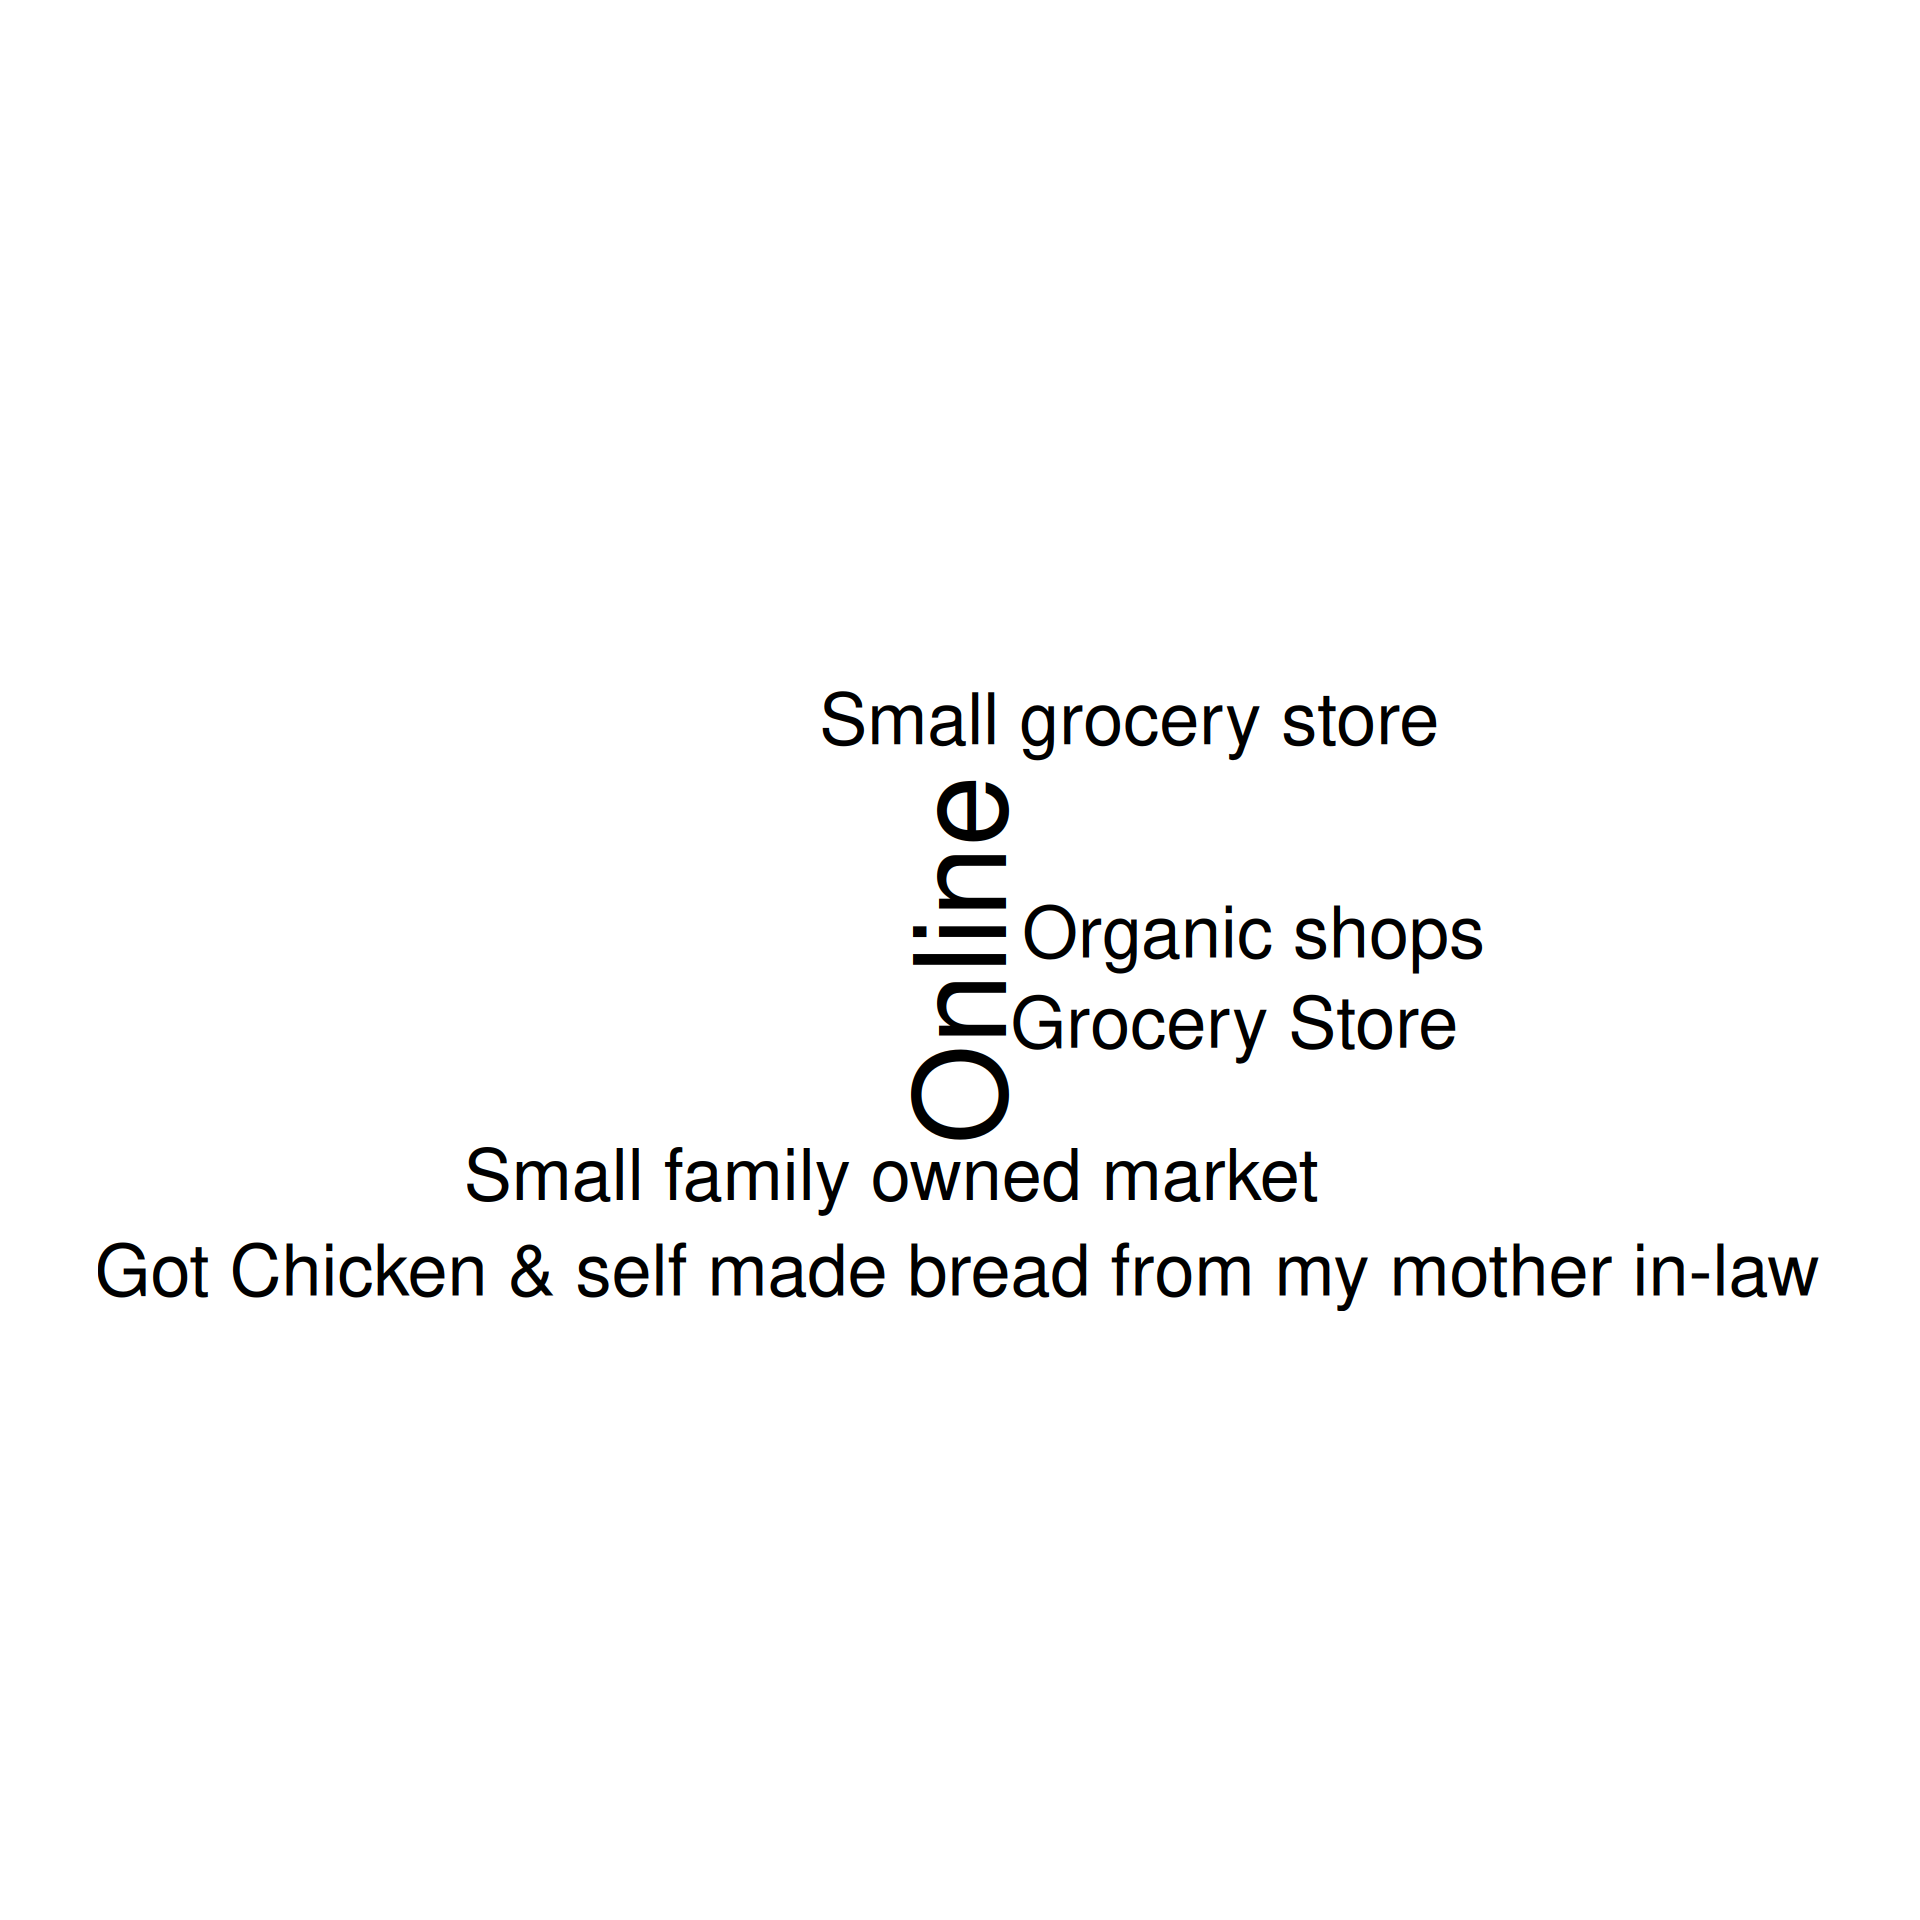 Small grocery store
Online
Organic shops
Grocery Store
Small family owned market
Got Chicken & self made bread from my mother in-law